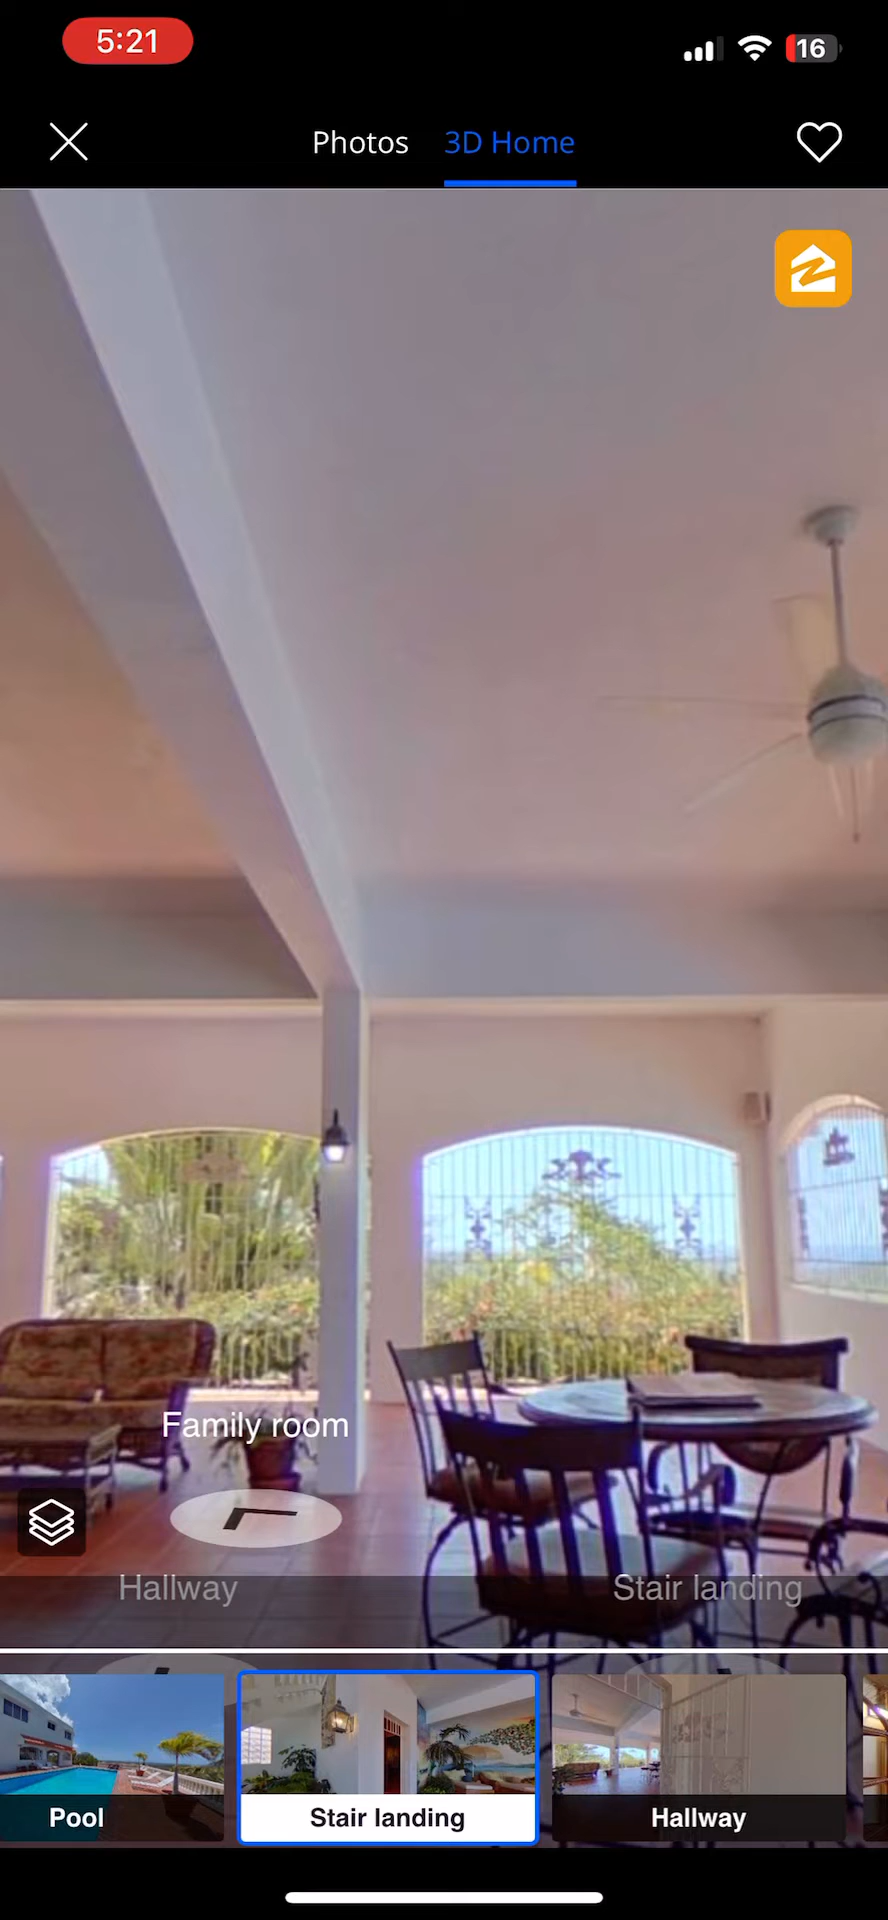 5:21
16
Photos
3D Home
Family room
Hallway
Stair landing
Pool
Stair landing
Hallway